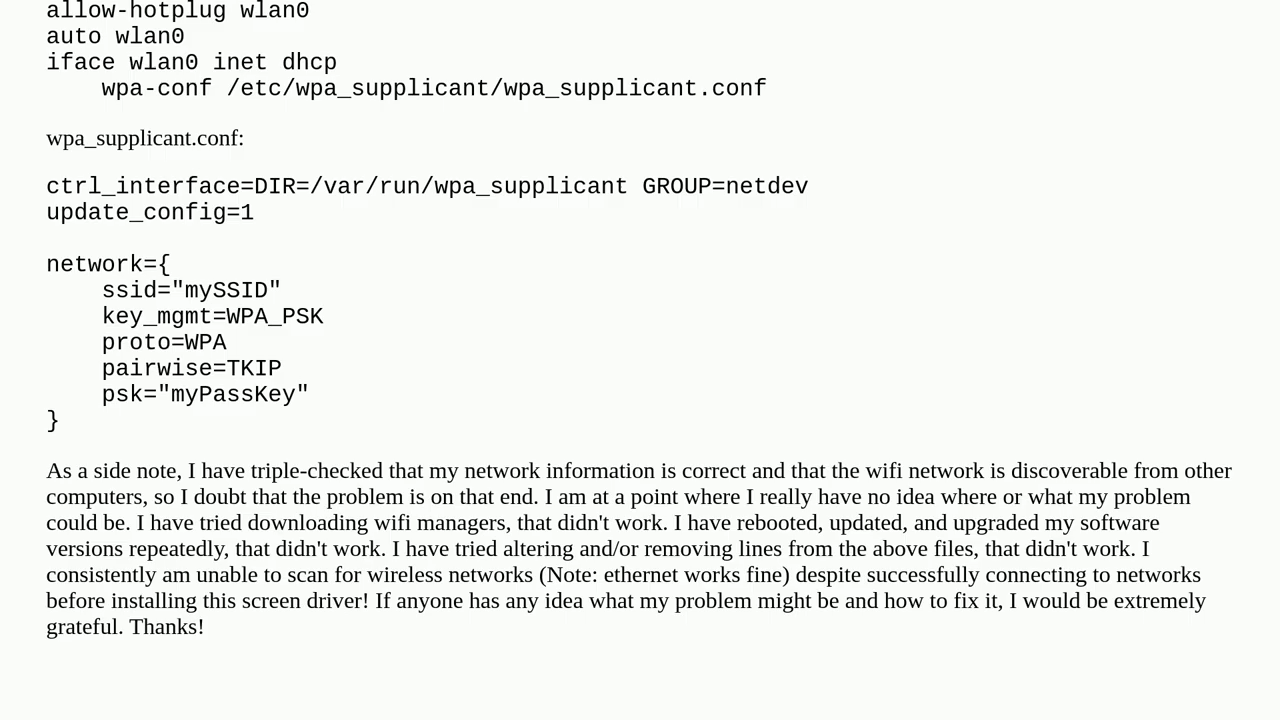 allow-hotplug wlan0
auto wlan0
iface wlan0 inet dhcp
    wpa-conf /etc/wpa_supplicant/wpa_supplicant.conf
wpa_supplicant.conf:
ctrl_interface=DIR=/var/run/wpa_supplicant GROUP=netdev
update_config=1
network={
    ssid="mySSID"
    key_mgmt=WPA_PSK
    proto=WPA
    pairwise=TKIP
    psk="myPassKey"
}
As a side note, I have triple-checked that my network information is correct and that the wifi network is discoverable from other
computers, so I doubt that the problem is on that end. I am at a point where I really have no idea where or what my problem
could be. I have tried downloading wifi managers, that didn't work. I have rebooted, updated, and upgraded my software
versions repeatedly, that didn't work. I have tried altering and/or removing lines from the above files, that didn't work. I
consistently am unable to scan for wireless networks (Note: ethernet works fine) despite successfully connecting to networks
before installing this screen driver! If anyone has any idea what my problem might be and how to fix it, I would be extremely
grateful. Thanks!